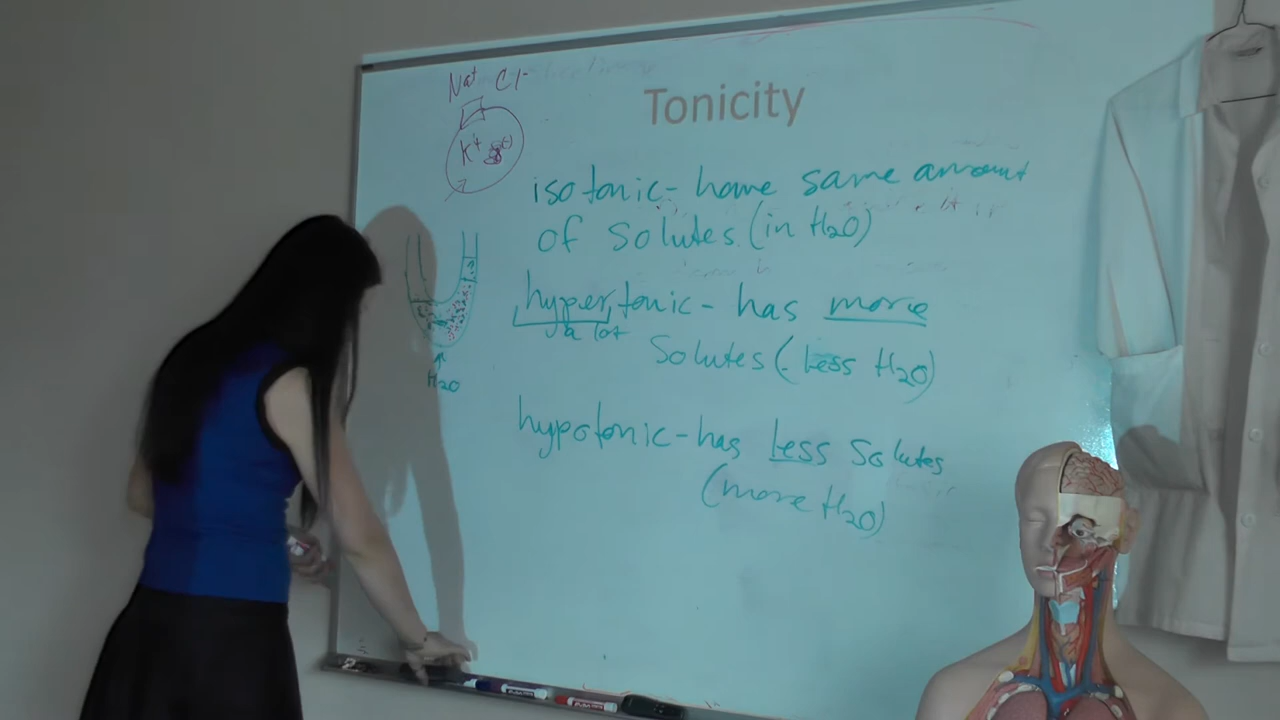 Na+ Cl-
Tonicity
K+ (-)
isotonic - have same amount
of solutes (in H2O)
hypertonic - has more
a lot
solutes (less H2O)
H2O
hypotonic - has less solutes
(more H2O)